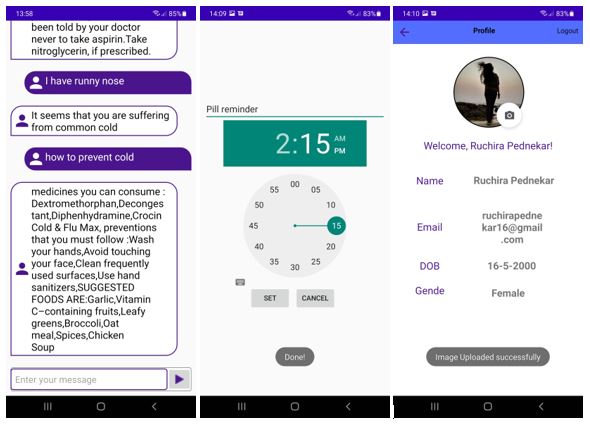 13:58
85%
been told by your doctor
never to take aspirin.Take
nitroglycerin, if prescribed.
I have runny nose
It seems that you are suffering
from common cold
how to prevent cold
medicines you can consume :
Dextromethorphan,Deconges
tant,Diphenhydramine,Crocin
Cold & Flu Max, preventions
that you must follow :Wash
your hands,Avoid touching
your face,Clean frequently
used surfaces,Use hand
sanitizers,SUGGESTED
FOODS ARE:Garlic,Vitamin
C–containing fruits,Leafy
greens,Broccoli,Oat
meal,Spices,Chicken
Soup
Enter your message
14:09
83%
Pill reminder
2:15 AM
PM
00
05
10
15
20
25
30
35
40
45
50
55
SET CANCEL
Done!
14:10
83%
Profile Logout
Welcome, Ruchira Pednekar!
Name Ruchira Pednekar
Email ruchirapedne
kar16@gmail
.com
DOB 16-5-2000
Gende Female
Image Uploaded successfully